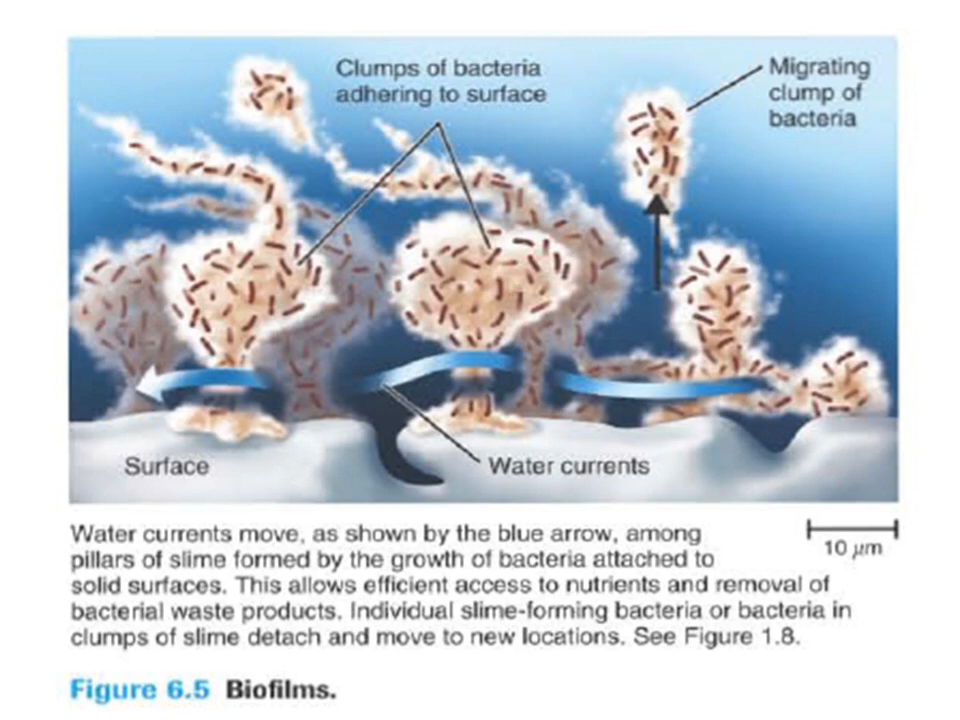 Clumps of bacteria
adhering to surface
Migrating
clump of
bacteria
Surface
Water currents
Water currents move, as shown by the blue arrow, among
pillars of slime formed by the growth of bacteria attached to
solid surfaces. This allows efficient access to nutrients and removal of
bacterial waste products. Individual slime-forming bacteria or bacteria in
clumps of slime detach and move to new locations. See Figure 1.8.
10 µm
Figure 6.5 Biofilms.